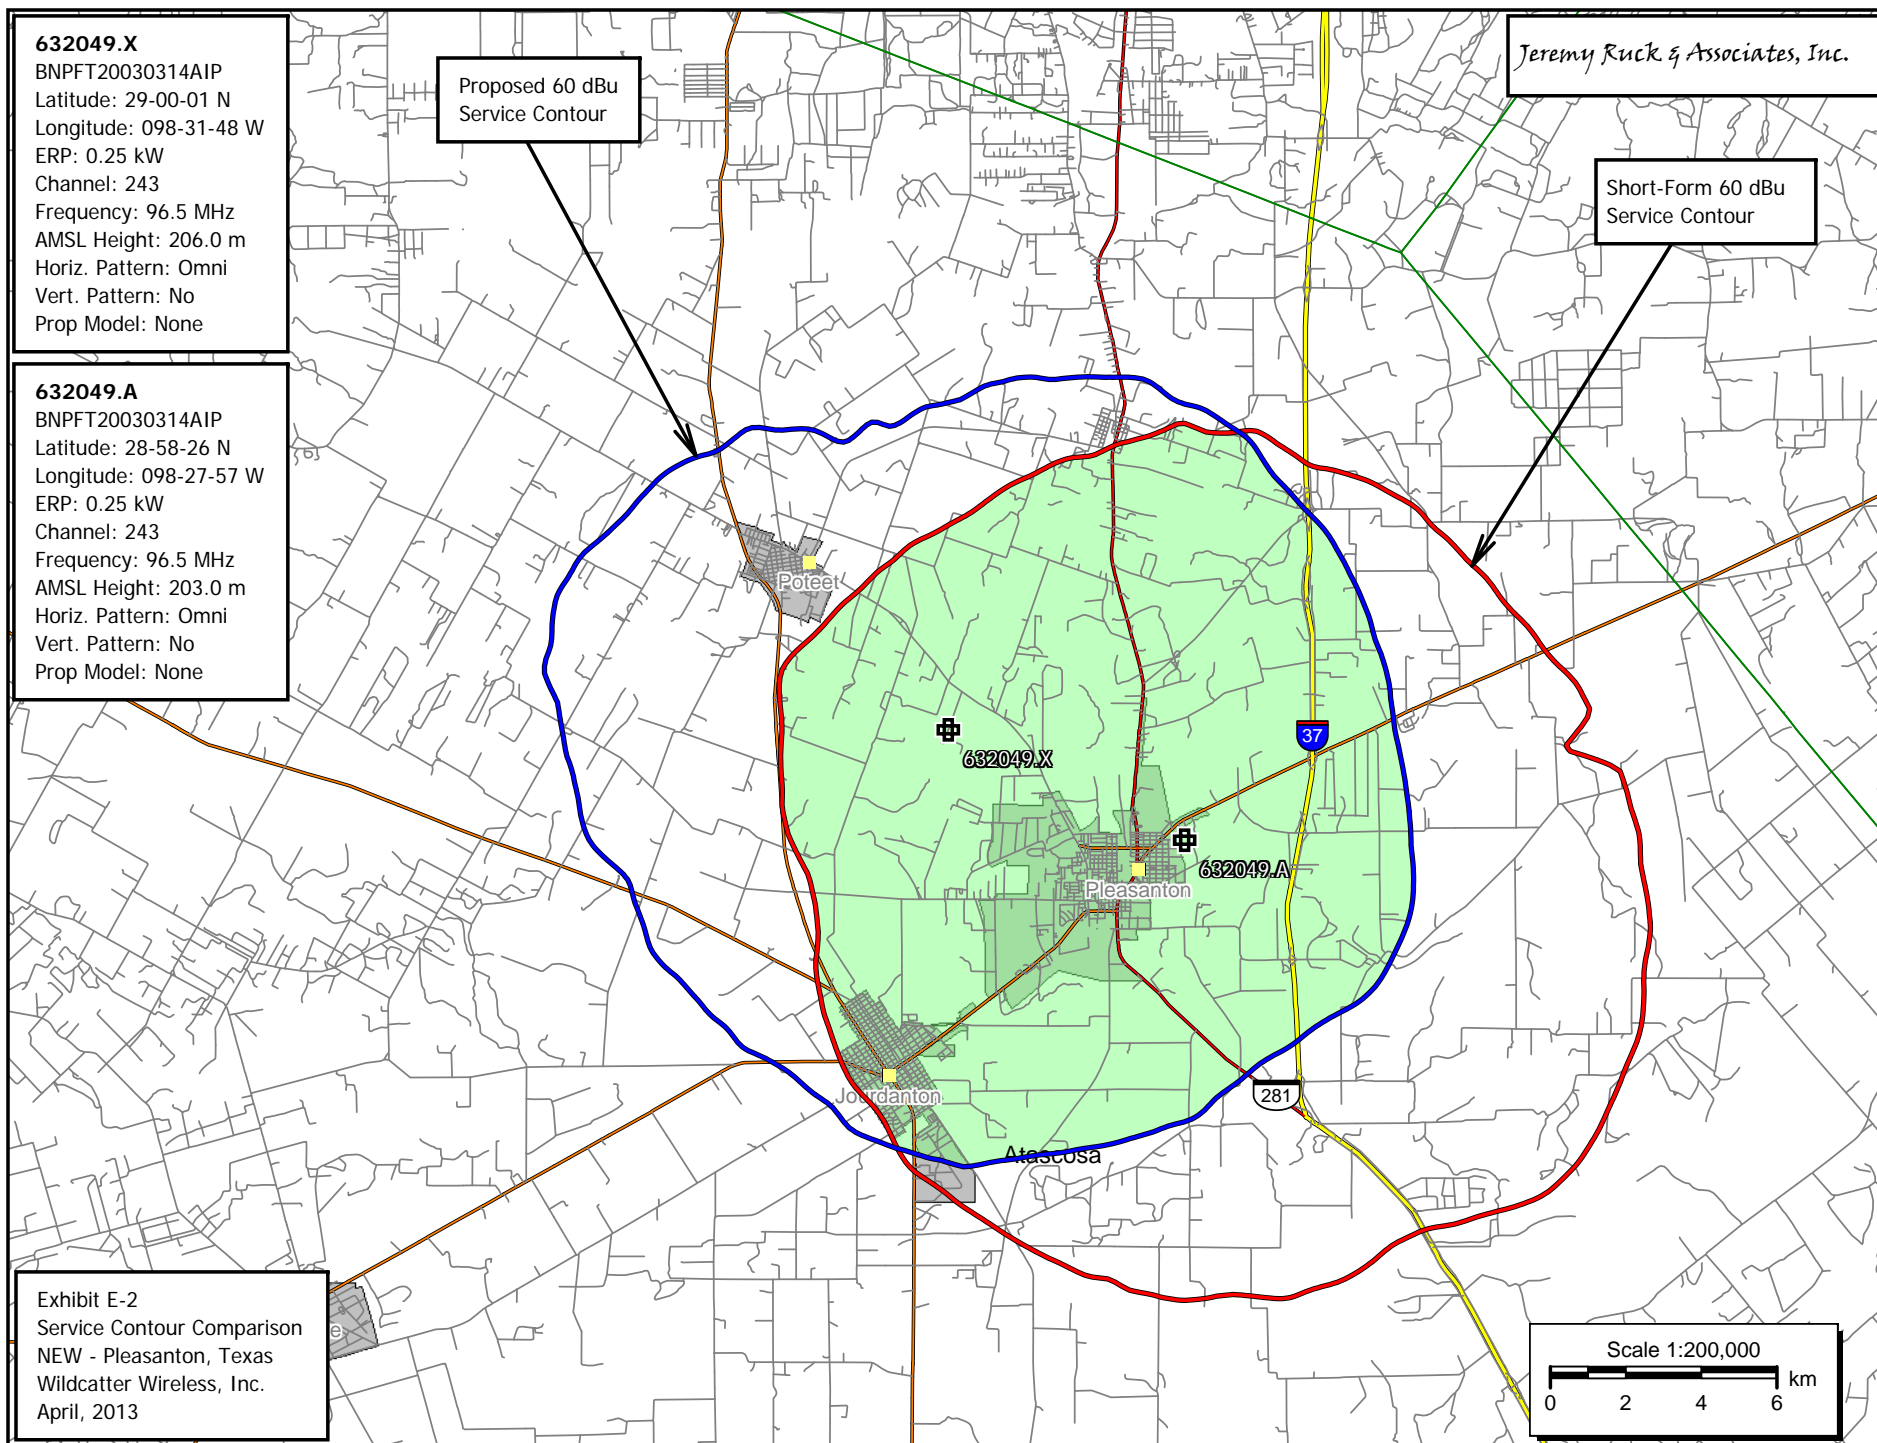 632049.X
BNPFT20030314AIP
Latitude: 29-00-01 N
Longitude: 098-31-48 W
ERP: 0.25 kW
Channel: 243
Frequency: 96.5 MHz
AMSL Height: 206.0 m
Horiz. Pattern: Omni
Vert. Pattern: No
Prop Model: None
632049.A
BNPFT20030314AIP
Latitude: 28-58-26 N
Longitude: 098-27-57 W
ERP: 0.25 kW
Channel: 243
Frequency: 96.5 MHz
AMSL Height: 203.0 m
Horiz. Pattern: Omni
Vert. Pattern: No
Prop Model: None
Proposed 60 dBu
Service Contour
Jeremy Ruck & Associates, Inc.
Short-Form 60 dBu
Service Contour
Poteet
632049.X
37
632049.A
Pleasanton
Jourdanton
281
Atascosa
Exhibit E-2
Service Contour Comparison
NEW - Pleasanton, Texas
Wildcatter Wireless, Inc.
April, 2013
e
Scale 1:200,000
km
0 2 4 6